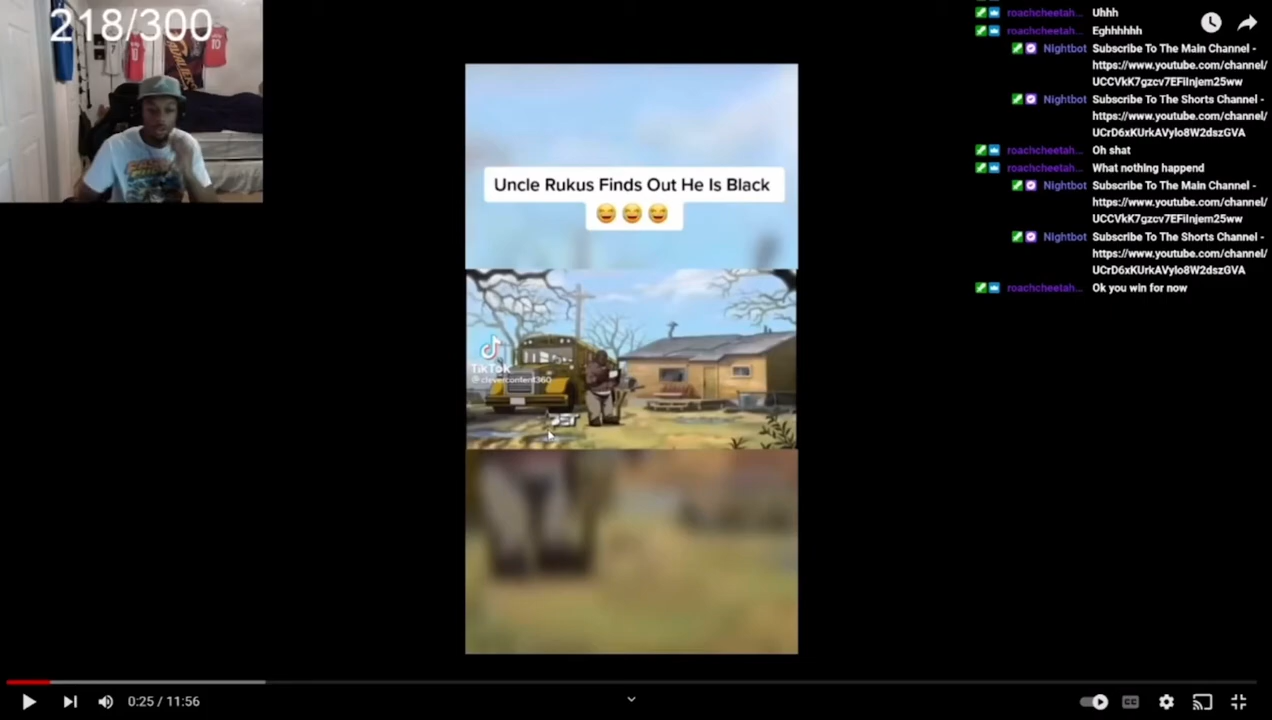 218/300
Uhhh
roachcheetah...
Eghhhhhh
roachcheetah...
Nightbot
Subscribe To The Main Channel -
https://www.youtube.com/channel/
UCCVkK7gzcv7EFiInjem25ww
Nightbot
Subscribe To The Shorts Channel -
https://www.youtube.com/channel/
UCrD6xKUrkAVylo8W2dszGVA
roachcheetah...
Oh shat
roachcheetah...
What nothing happend
Nightbot
Subscribe To The Main Channel -
https://www.youtube.com/channel/
UCCVkK7gzcv7EFiInjem25ww
Nightbot
Subscribe To The Shorts Channel -
https://www.youtube.com/channel/
UCrD6xKUrkAVylo8W2dszGVA
roachcheetah...
Ok you win for now
Uncle Rukus Finds Out He Is Black
TikTok
@clevercontent360
0:25 / 11:56
CC